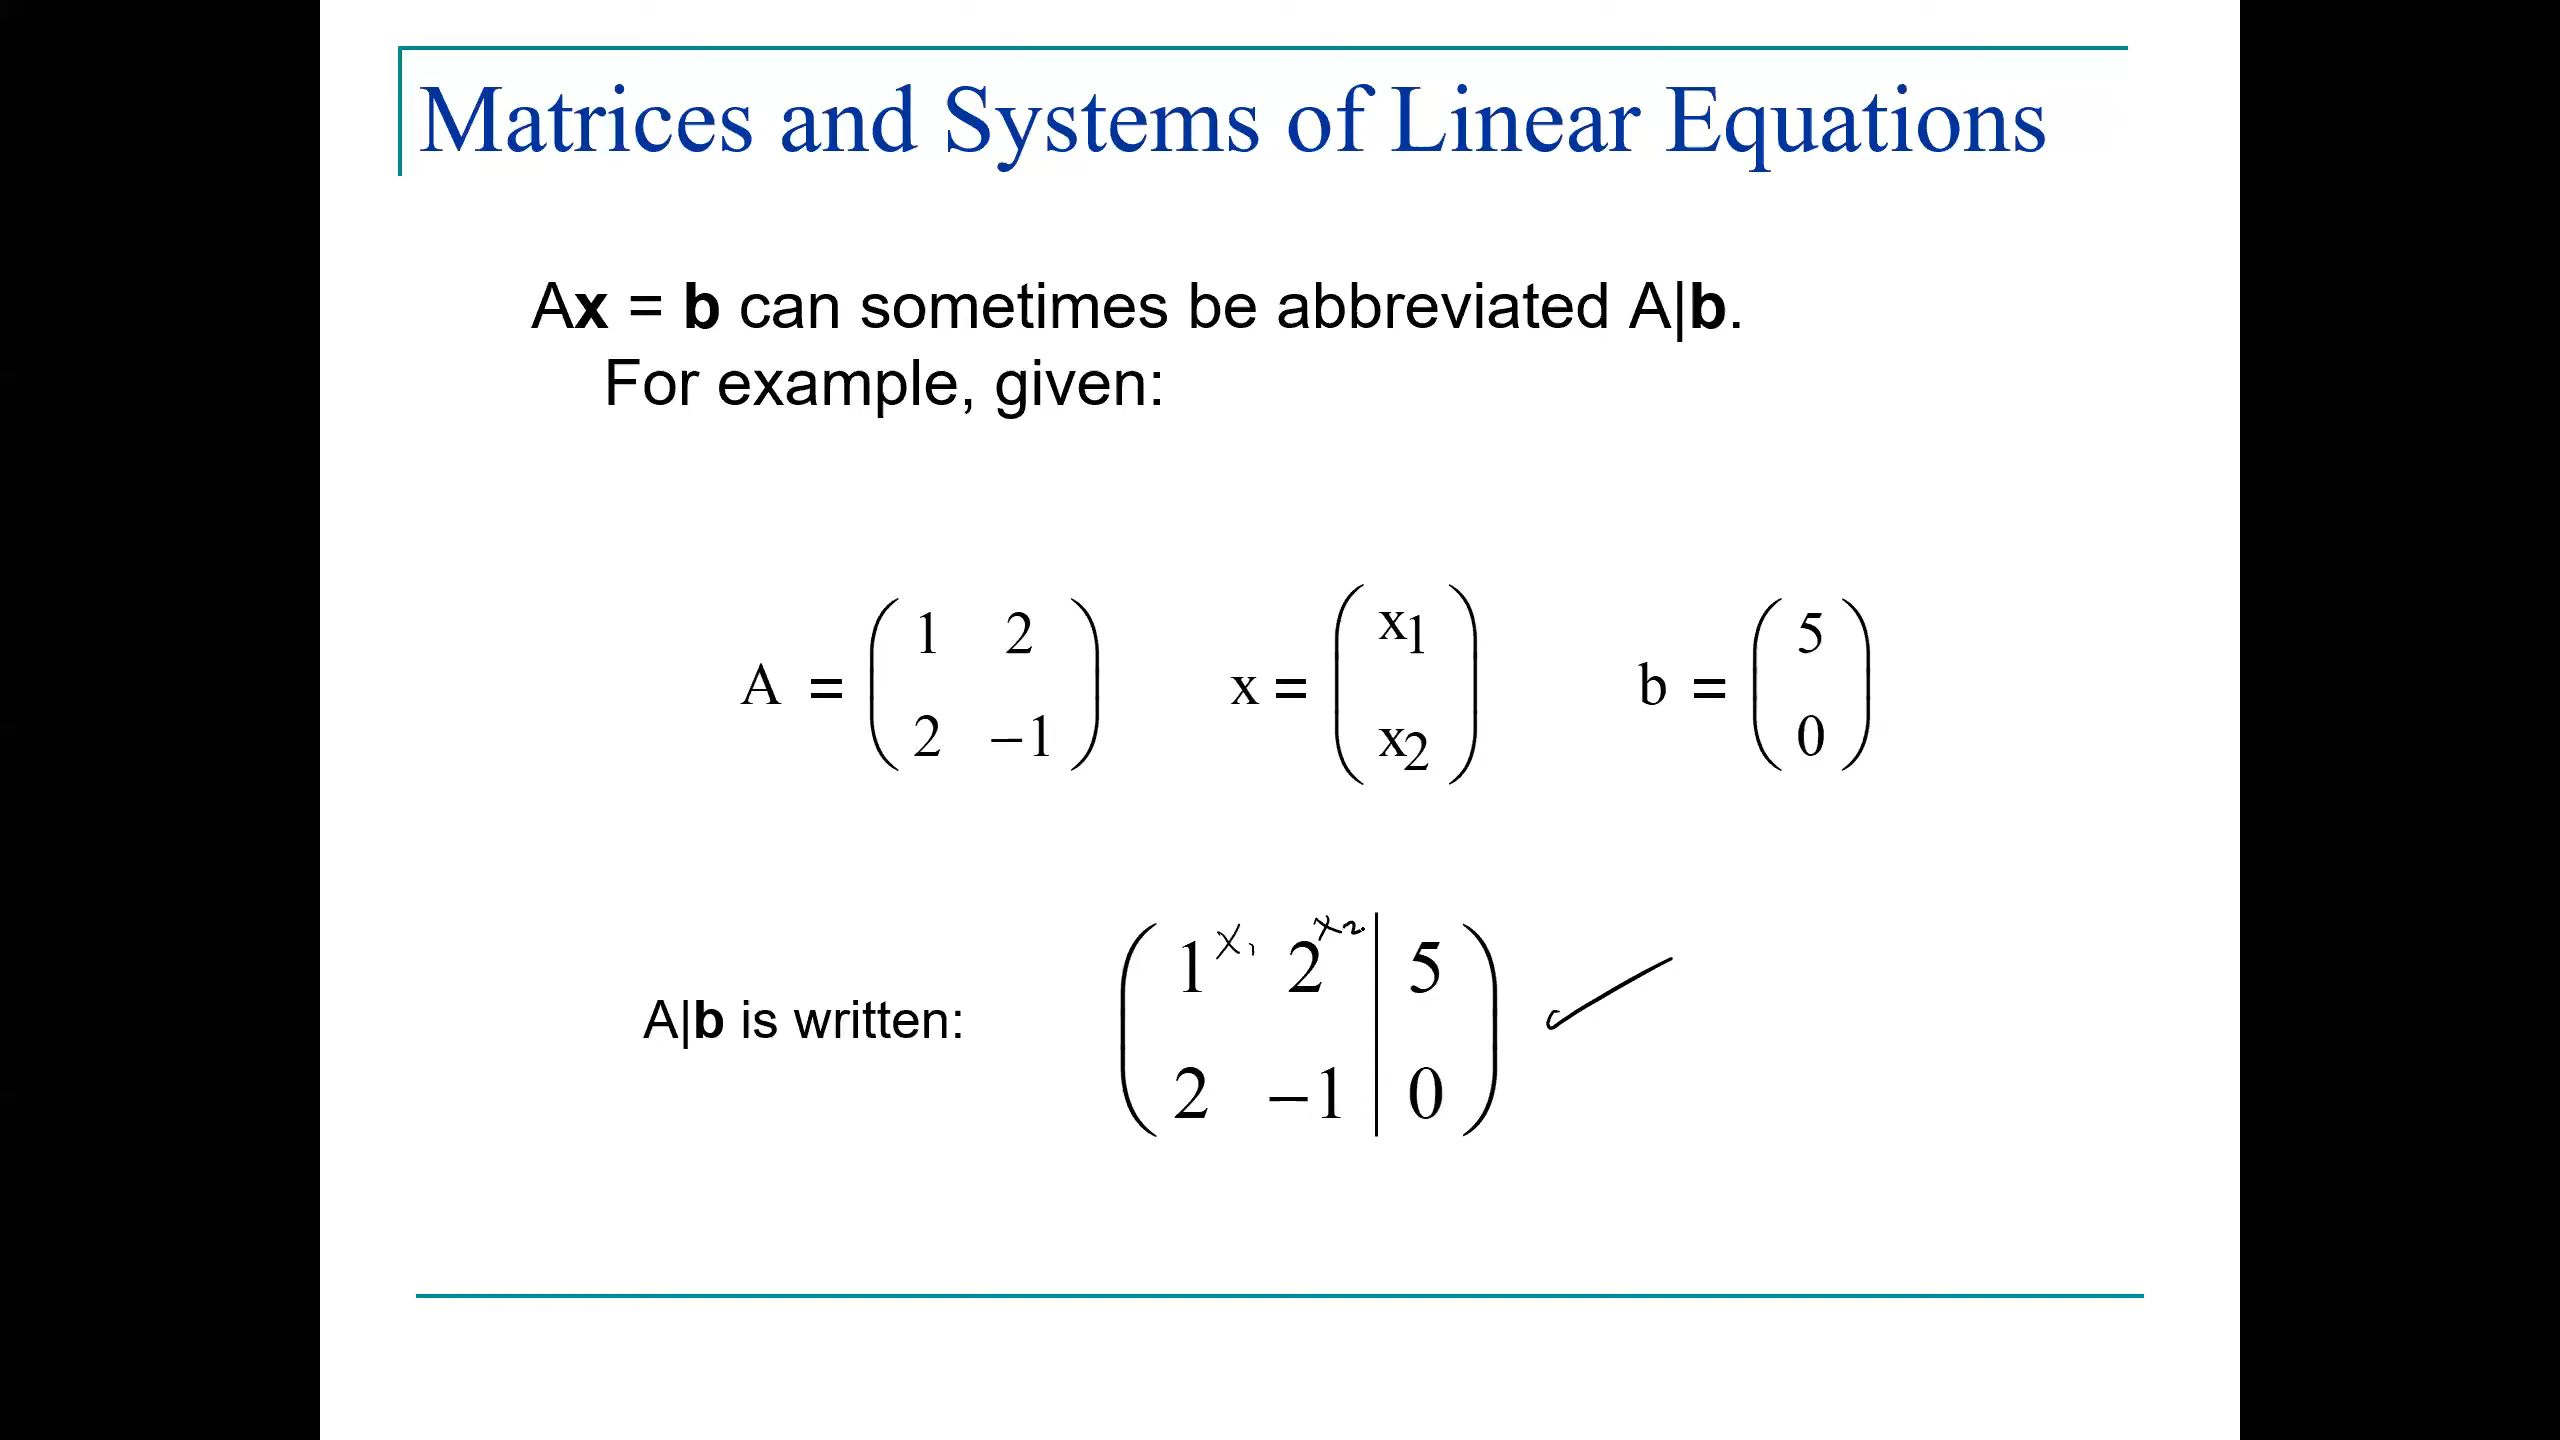 Matrices and Systems of Linear Equations
Ax = b can sometimes be abbreviated A|b.
For example, given:
A = ( 1 2 ) x = ( x1 ) b = ( 5 )
( 2 −1 ) ( x2 ) ( 0 )
A|b is written: ( 1 x1 2 x2 | 5 )
( 2 −1 | 0 )